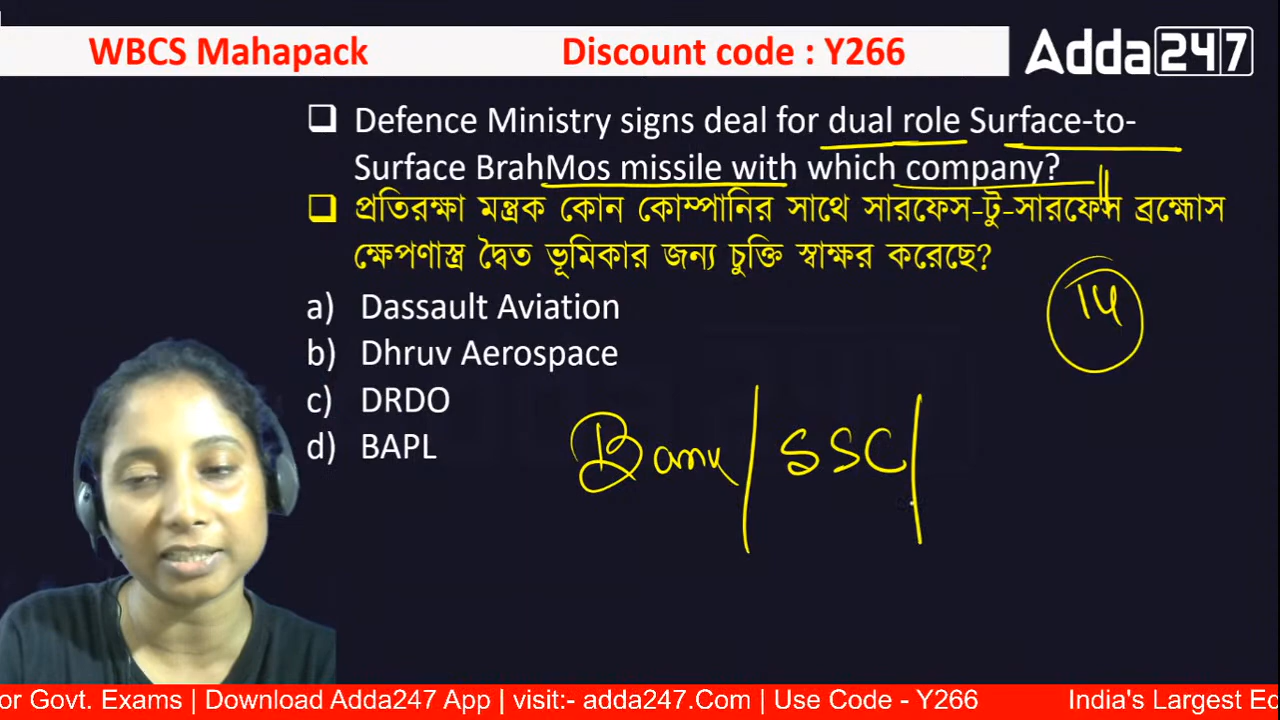 WBCS Mahapack Discount code : Y266 Adda247
Defence Ministry signs deal for dual role Surface-to-
Surface BrahMos missile with which company?
প্রতিরক্ষা মন্ত্রক কোন কোম্পানির সাথে সারফেস-টু-সারফেস ব্রহ্মোস
ক্ষেপণাস্ত্র দ্বৈত ভূমিকার জন্য চুক্তি স্বাক্ষর করেছে?
14
a) Dassault Aviation
b) Dhruv Aerospace
c) DRDO
d) BAPL
Bank / SSC /
or Govt. Exams | Download Adda247 App | visit:- adda247.Com | Use Code - Y266 India's Largest Ed